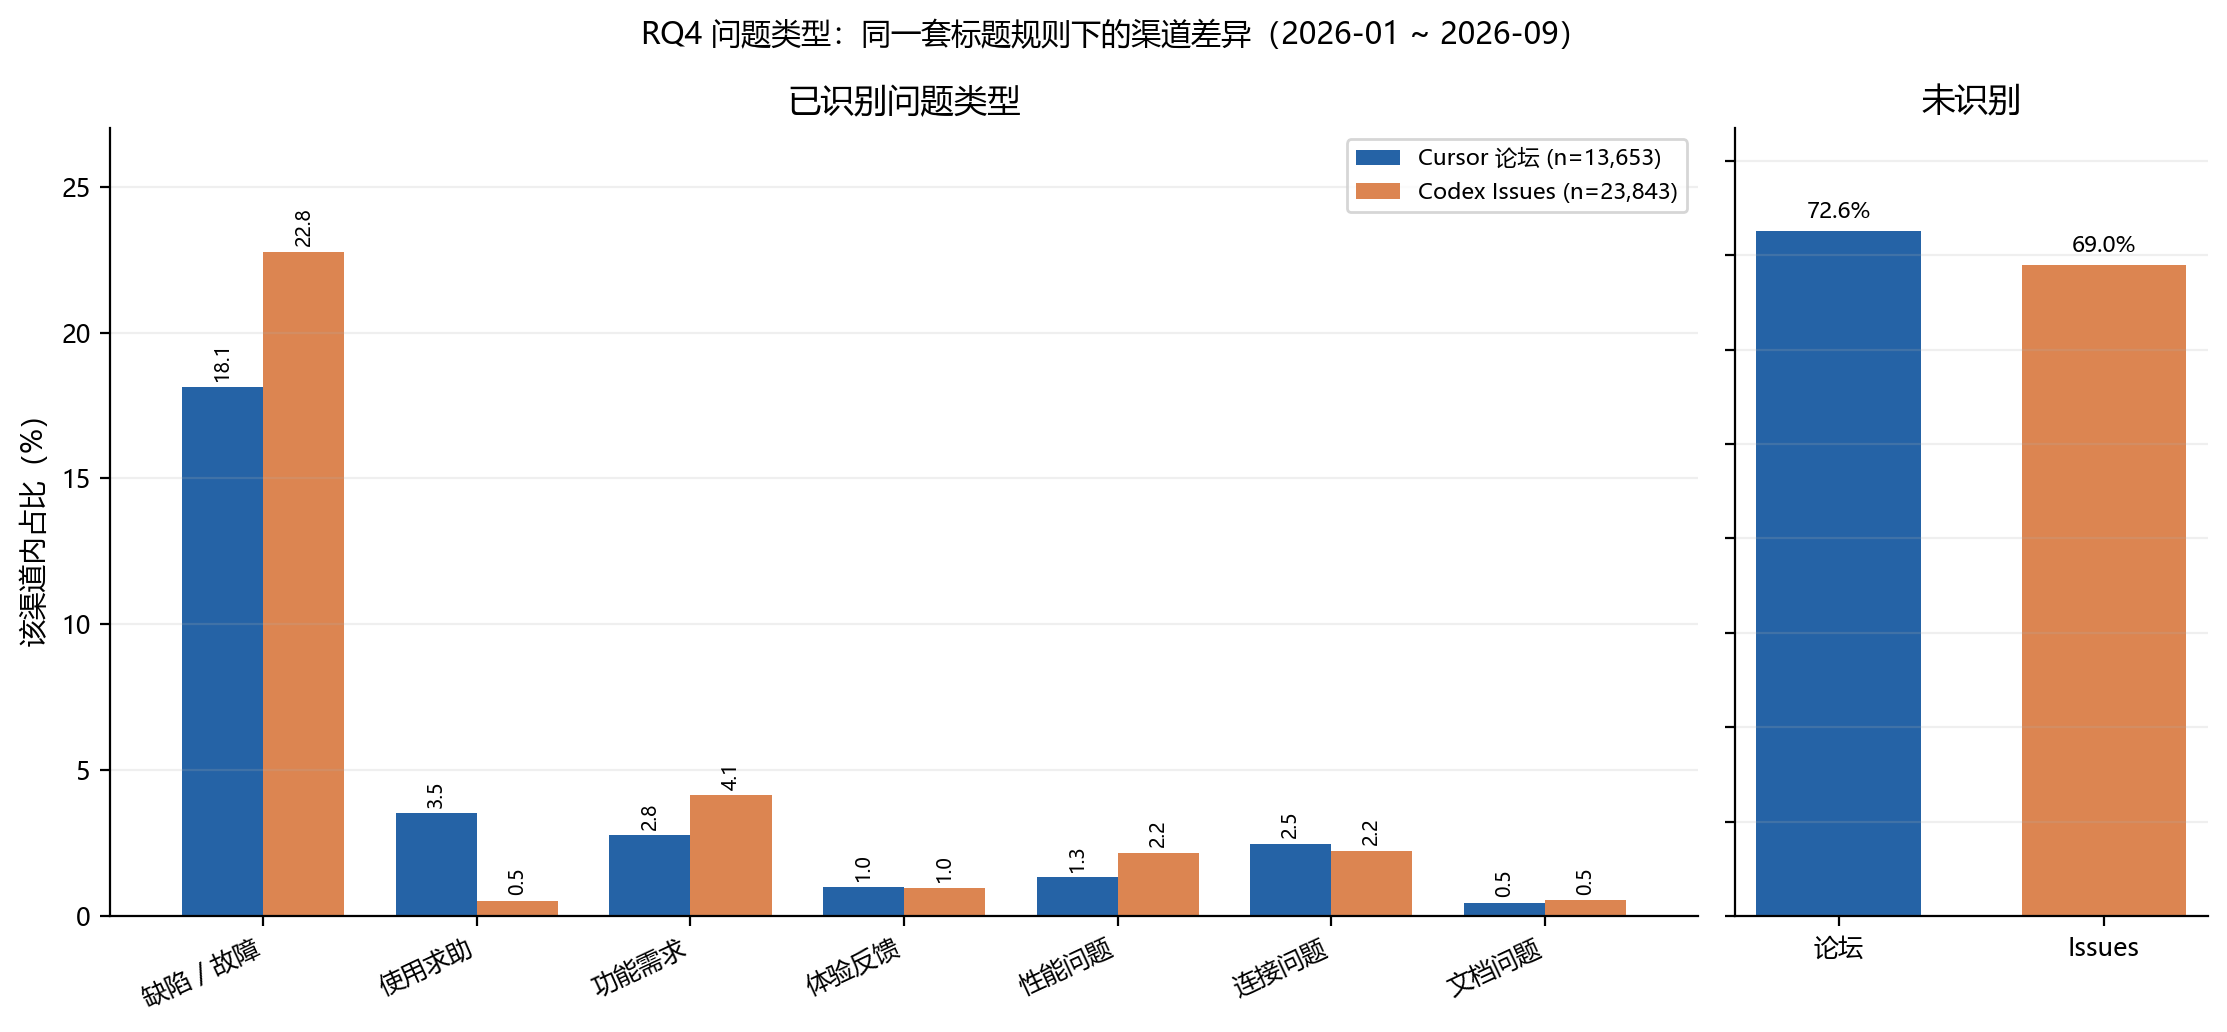 RQ4 问题类型：同一套标题规则下的渠道差异（2026-01 ~ 2026-09）
已识别问题类型
未识别
该渠道内占比（%）
25
20
15
10
5
0
Cursor 论坛 (n=13,653)
Codex Issues (n=23,843)
18.1
22.8
3.5
0.5
2.8
4.1
1.0
1.0
1.3
2.2
2.5
2.2
0.5
0.5
缺陷 / 故障
使用求助
功能需求
体验反馈
性能问题
连接问题
文档问题
72.6%
69.0%
论坛
Issues